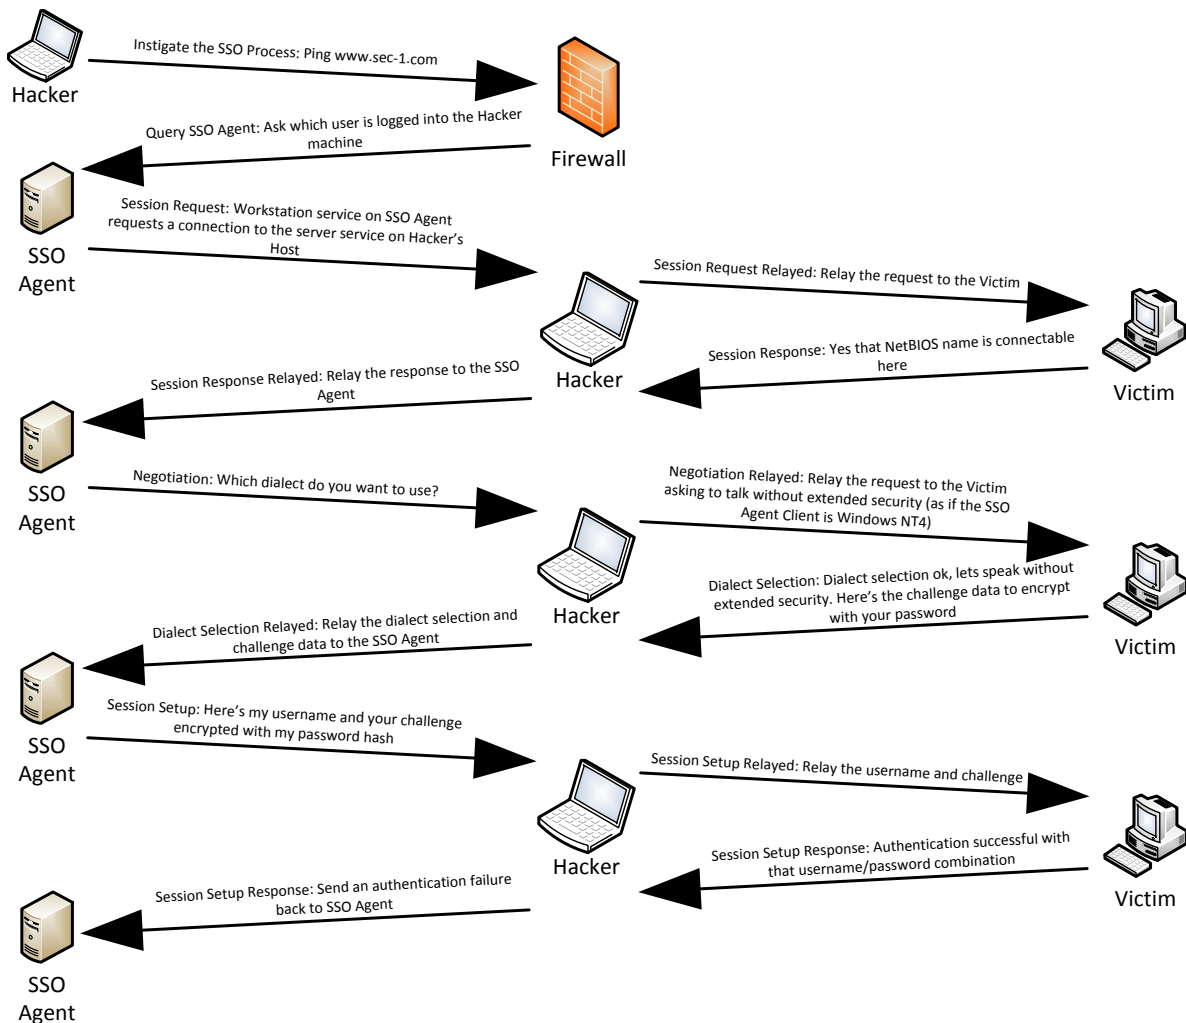 Instigate the SSO Process: Ping www.sec-1.com
Hacker
Query SSO Agent: Ask which user is logged into the Hacker
machine
Firewall
Session Request: Workstation service on SSO Agent
requests a connection to the server service on Hacker's
Host
SSO
Agent
Session Request Relayed: Relay the request to the Victim
Session Response: Yes that NetBIOS name is connectable
here
Hacker
Victim
Session Response Relayed: Relay the response to the SSO
Agent
SSO
Agent
Negotiation: Which dialect do you want to use?
Negotiation Relayed: Relay the request to the Victim
asking to talk without extended security (as if the SSO
Agent Client is Windows NT4)
Dialect Selection: Dialect selection ok, lets speak without
extended security. Here's the challenge data to encrypt
with your password
Hacker
Victim
Dialect Selection Relayed: Relay the dialect selection and
challenge data to the SSO Agent
Session Setup: Here's my username and your challenge
encrypted with my password hash
SSO
Agent
Session Setup Relayed: Relay the username and challenge
Session Setup Response: Authentication successful with
that username/password combination
Hacker
Victim
Session Setup Response: Send an authentication failure
back to SSO Agent
SSO
Agent